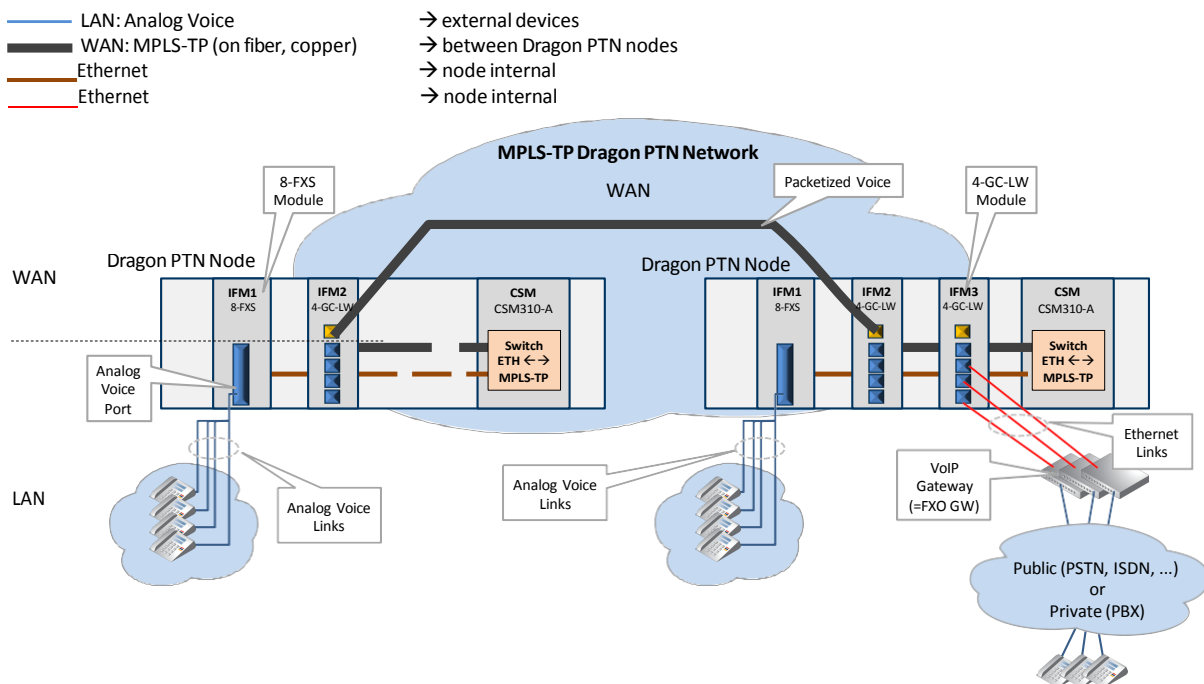 LAN: Analog Voice → external devices
WAN: MPLS-TP (on fiber, copper) → between Dragon PTN nodes
Ethernet → node internal
Ethernet → node internal
MPLS-TP Dragon PTN Network
WAN
8-FXS
Module
Packetized Voice
4-GC-LW
Module
WAN
Dragon PTN Node
IFM1
8-FXS
IFM2
4-GC-LW
CSM
CSM310-A
Switch
ETH ←→
MPLS-TP
Analog
Voice
Port
Dragon PTN Node
IFM1
8-FXS
IFM2
4-GC-LW
IFM3
4-GC-LW
CSM
CSM310-A
Switch
ETH ←→
MPLS-TP
LAN
Analog Voice
Links
Analog Voice
Links
Ethernet
Links
VoIP
Gateway
(=FXO GW)
Public (PSTN, ISDN, ...)
or
Private (PBX)